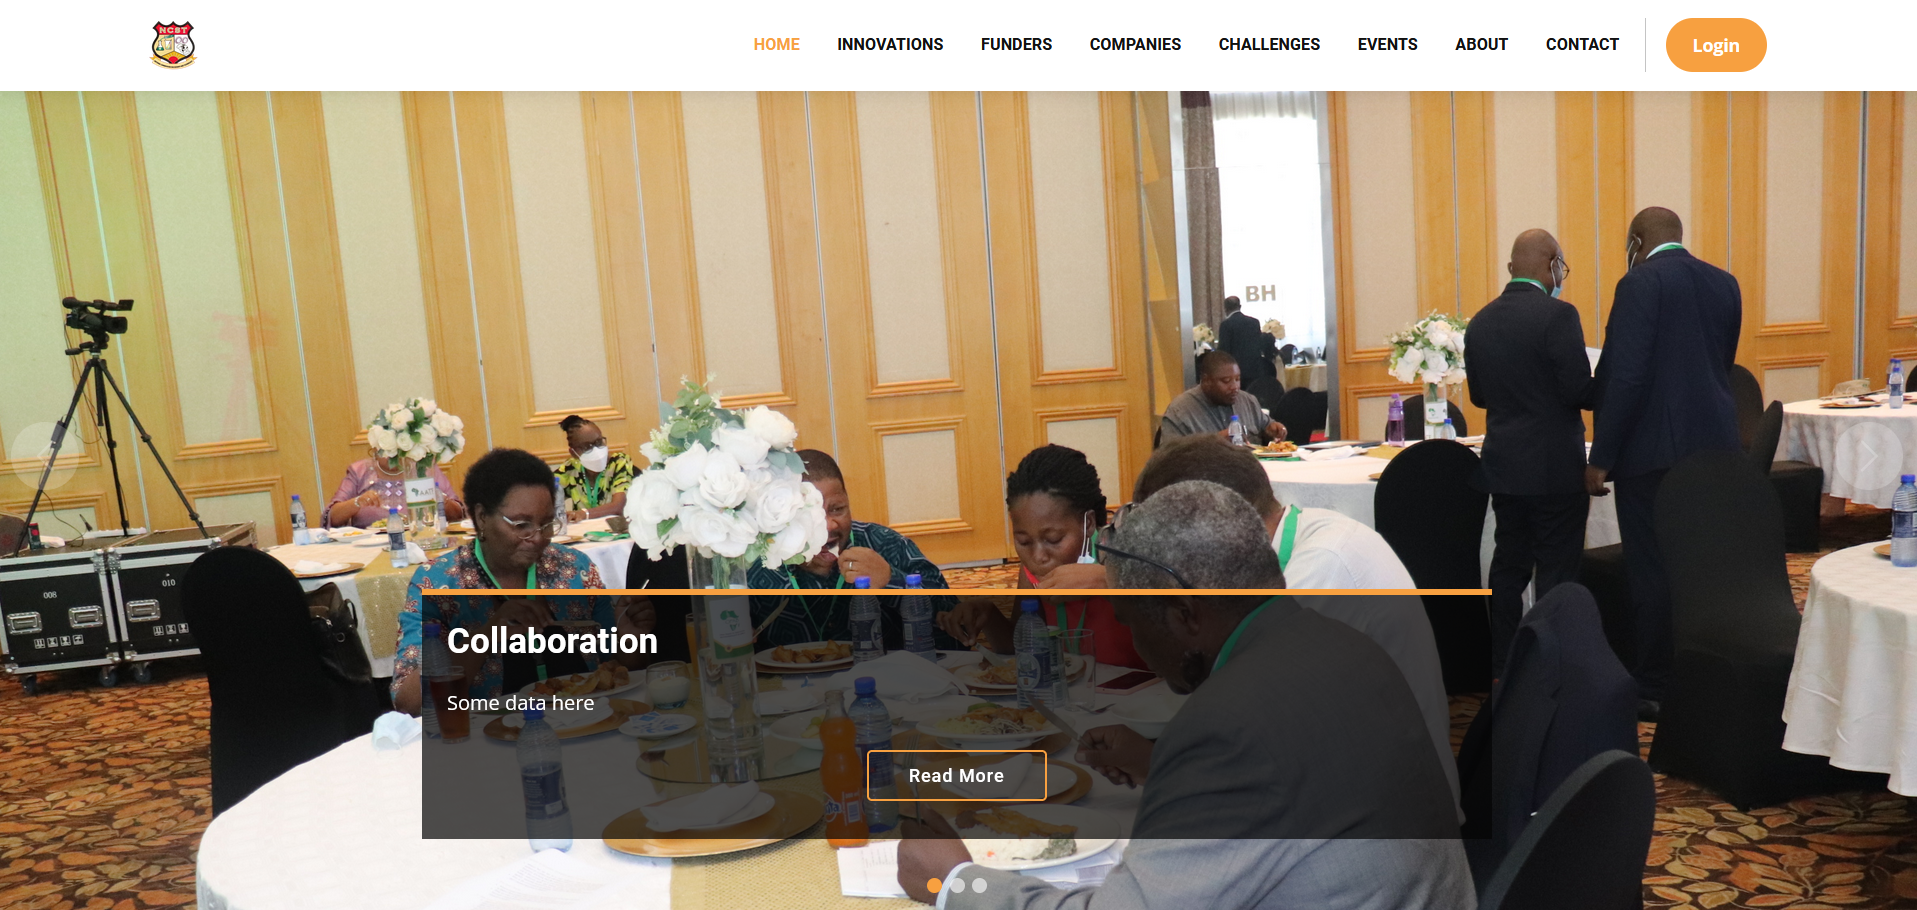 NCST
HOME INNOVATIONS FUNDERS COMPANIES CHALLENGES EVENTS ABOUT CONTACT Login
BH
AATF
010
008
Collaboration
Some data here
Read More